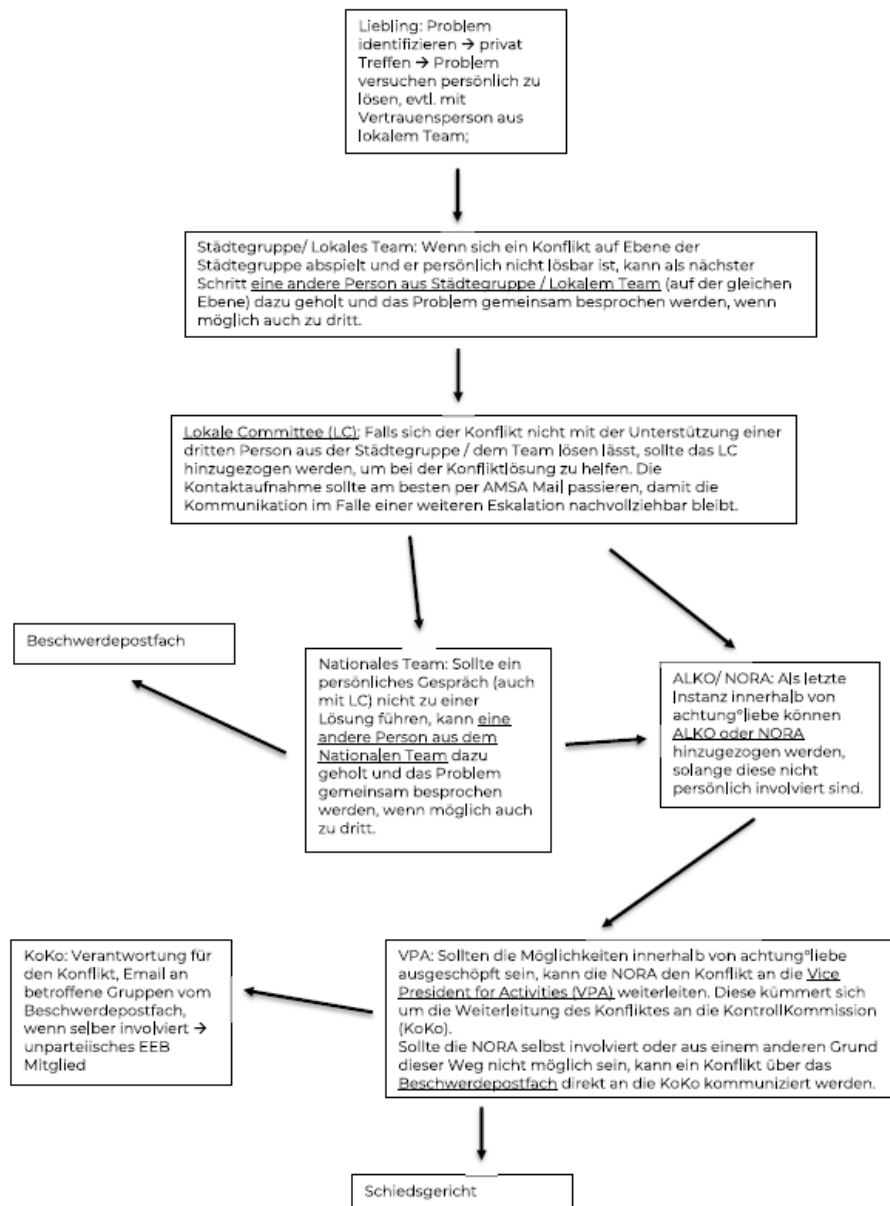 Liebling: Problem
identifizieren → privat
Treffen → Problem
versuchen persönlich zu
lösen, evtl. mit
Vertrauensperson aus
lokalem Team;
Städtegruppe/ Lokales Team: Wenn sich ein Konflikt auf Ebene der
Städtegruppe abspielt und er persönlich nicht lösbar ist, kann als nächster
Schritt eine andere Person aus Städtegruppe / Lokalem Team (auf der gleichen
Ebene) dazu geholt und das Problem gemeinsam besprochen werden, wenn
möglich auch zu dritt.
Lokale Committee (LC): Falls sich der Konflikt nicht mit der Unterstützung einer
dritten Person aus der Städtegruppe / dem Team lösen lässt, sollte das LC
hinzugezogen werden, um bei der Konfliktlösung zu helfen. Die
Kontaktaufnahme sollte am besten per AMSA Mail passieren, damit die
Kommunikation im Falle einer weiteren Eskalation nachvollziehbar bleibt.
Beschwerdepostfach
Nationales Team: Sollte ein
persönliches Gespräch (auch
mit LC) nicht zu einer
Lösung führen, kann eine
andere Person aus dem
Nationalen Team dazu
geholt und das Problem
gemeinsam besprochen
werden, wenn möglich auch
zu dritt.
ALKO/ NORA: Als letzte
Instanz innerhalb von
achtung°liebe können
ALKO oder NORA
hinzugezogen werden,
solange diese nicht
persönlich involviert sind.
KoKo: Verantwortung für
den Konflikt, Email an
betroffene Gruppen vom
Beschwerdepostfach,
wenn selber involviert →
unparteiisches EEB
Mitglied
VPA: Sollten die Möglichkeiten innerhalb von achtung°liebe
ausgeschöpft sein, kann die NORA den Konflikt an die Vice
President for Activities (VPA) weiterleiten. Diese kümmert sich
um die Weiterleitung des Konfliktes an die KontrollKommission
(KoKo).
Sollte die NORA selbst involviert oder aus einem anderen Grund
dieser Weg nicht möglich sein, kann ein Konflikt über das
Beschwerdepostfach direkt an die KoKo kommuniziert werden.
Schiedsgericht